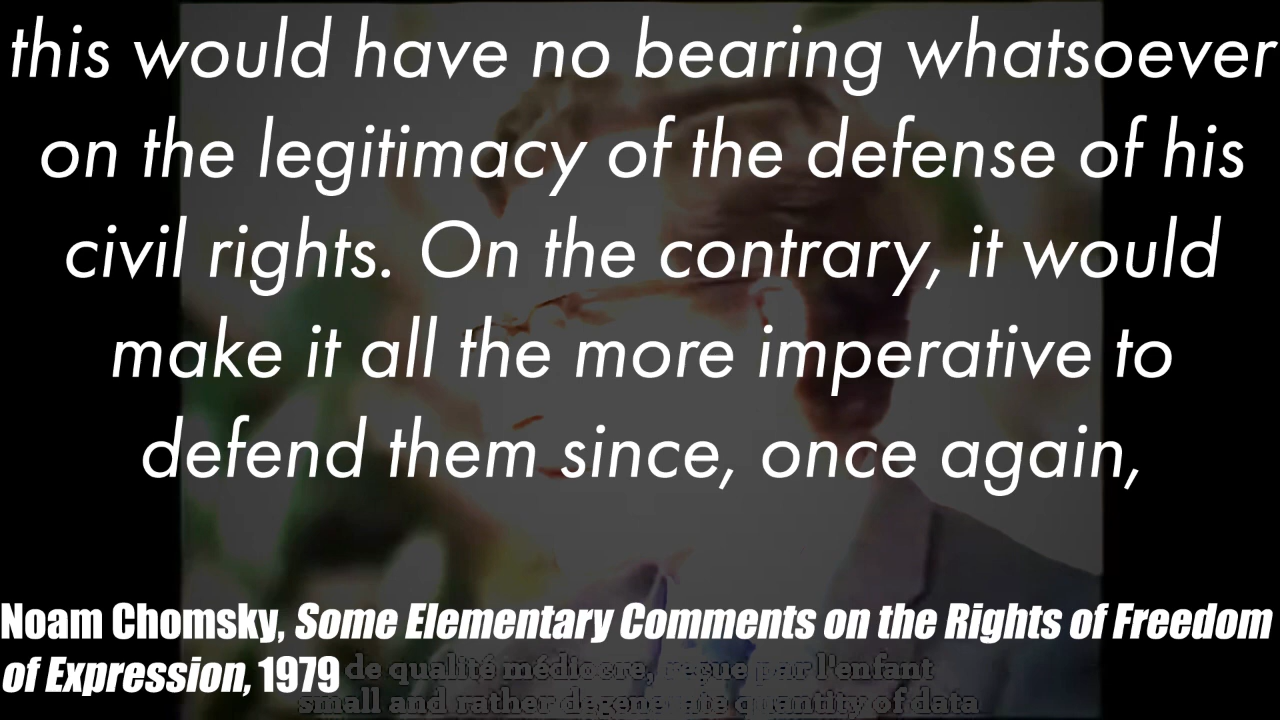 this would have no bearing whatsoever
on the legitimacy of the defense of his
civil rights. On the contrary, it would
make it all the more imperative to
defend them since, once again,
Noam Chomsky, Some Elementary Comments on the Rights of Freedom
of Expression, 1979
de qualité médiocre, reçue par l'enfant
small and rather degenerate quantity of data